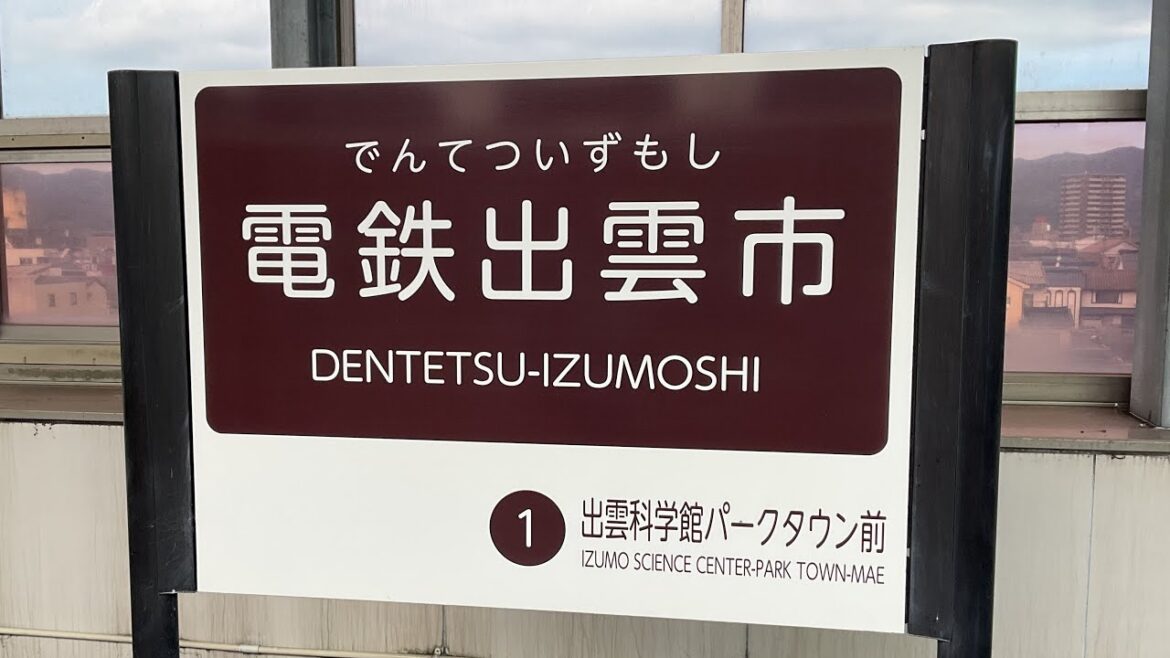 でんてついずもし
電鉄出雲市
DENTETSU-IZUMOSHI
1 出雲科学館パークタウン前
IZUMO SCIENCE CENTER-PARK TOWN-MAE